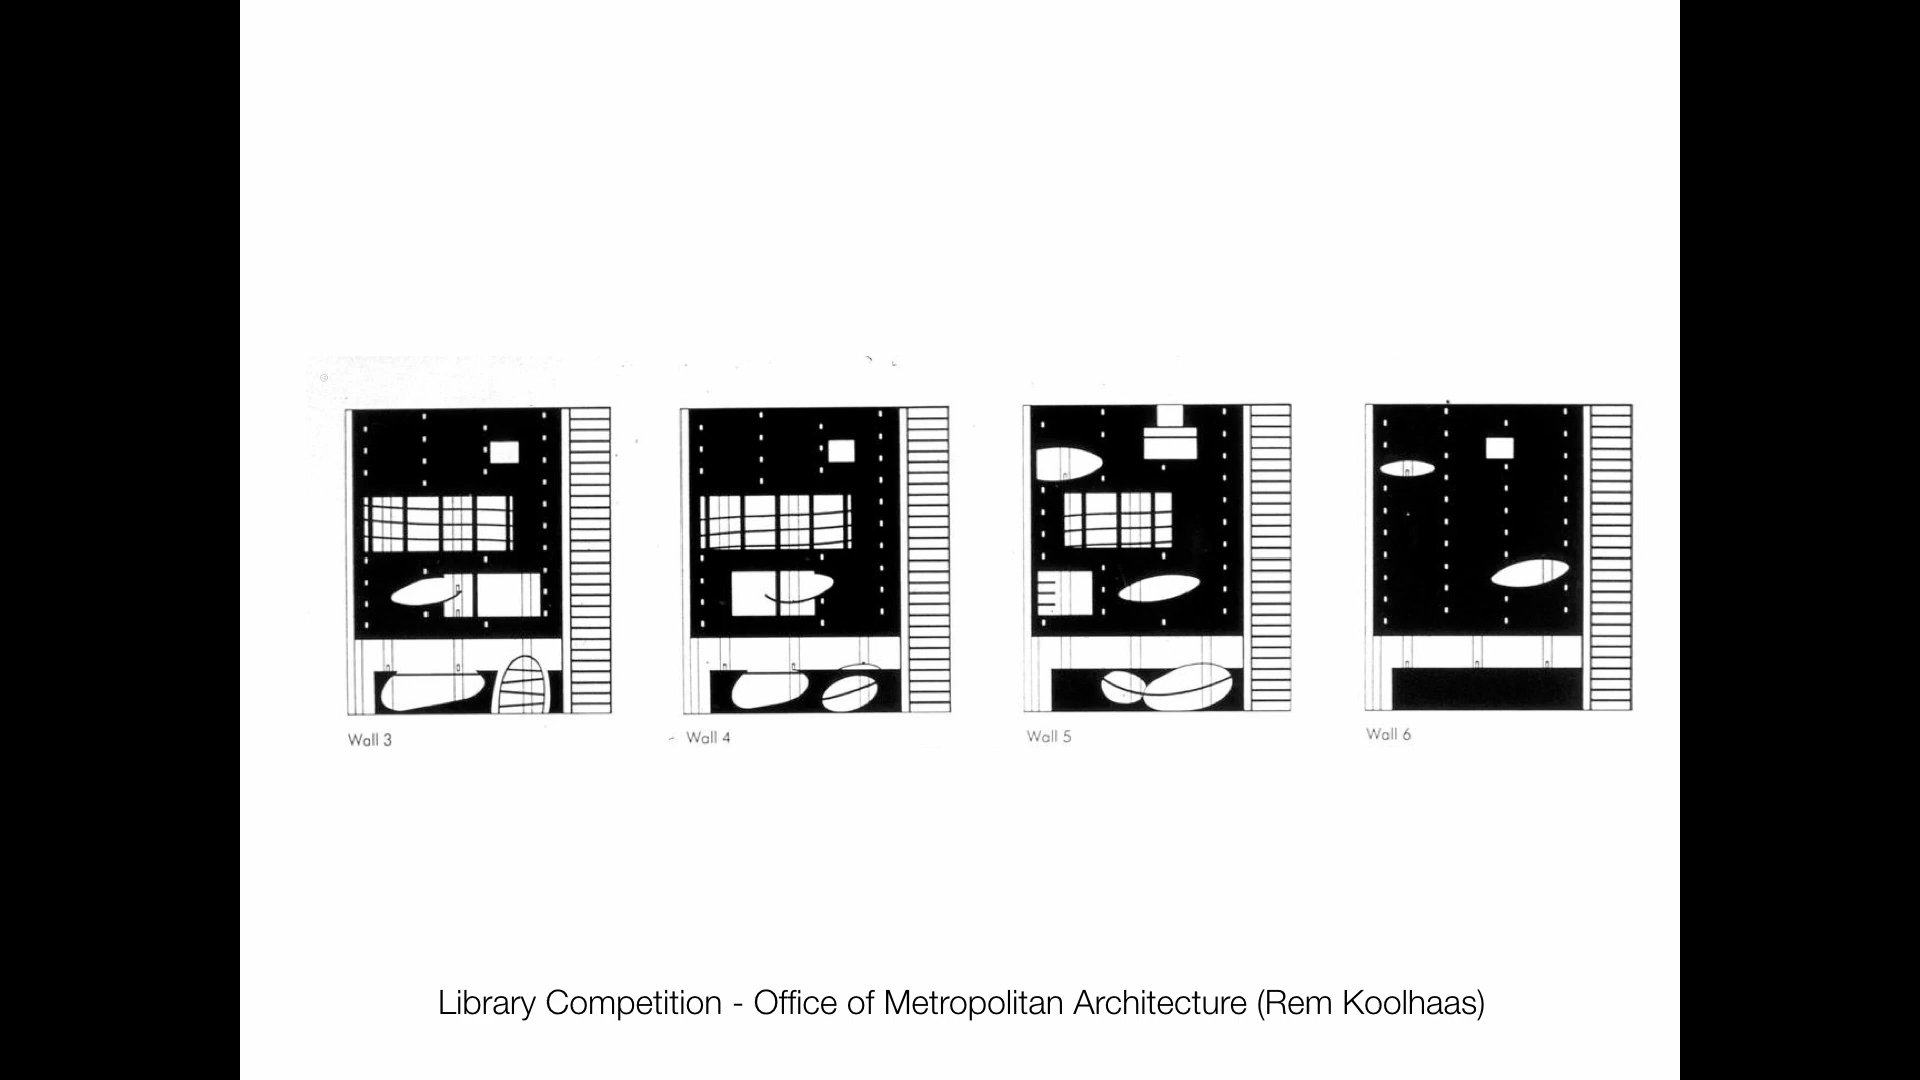 Wall 3
Wall 4
Wall 5
Wall 6
Library Competition - Office of Metropolitan Architecture (Rem Koolhaas)